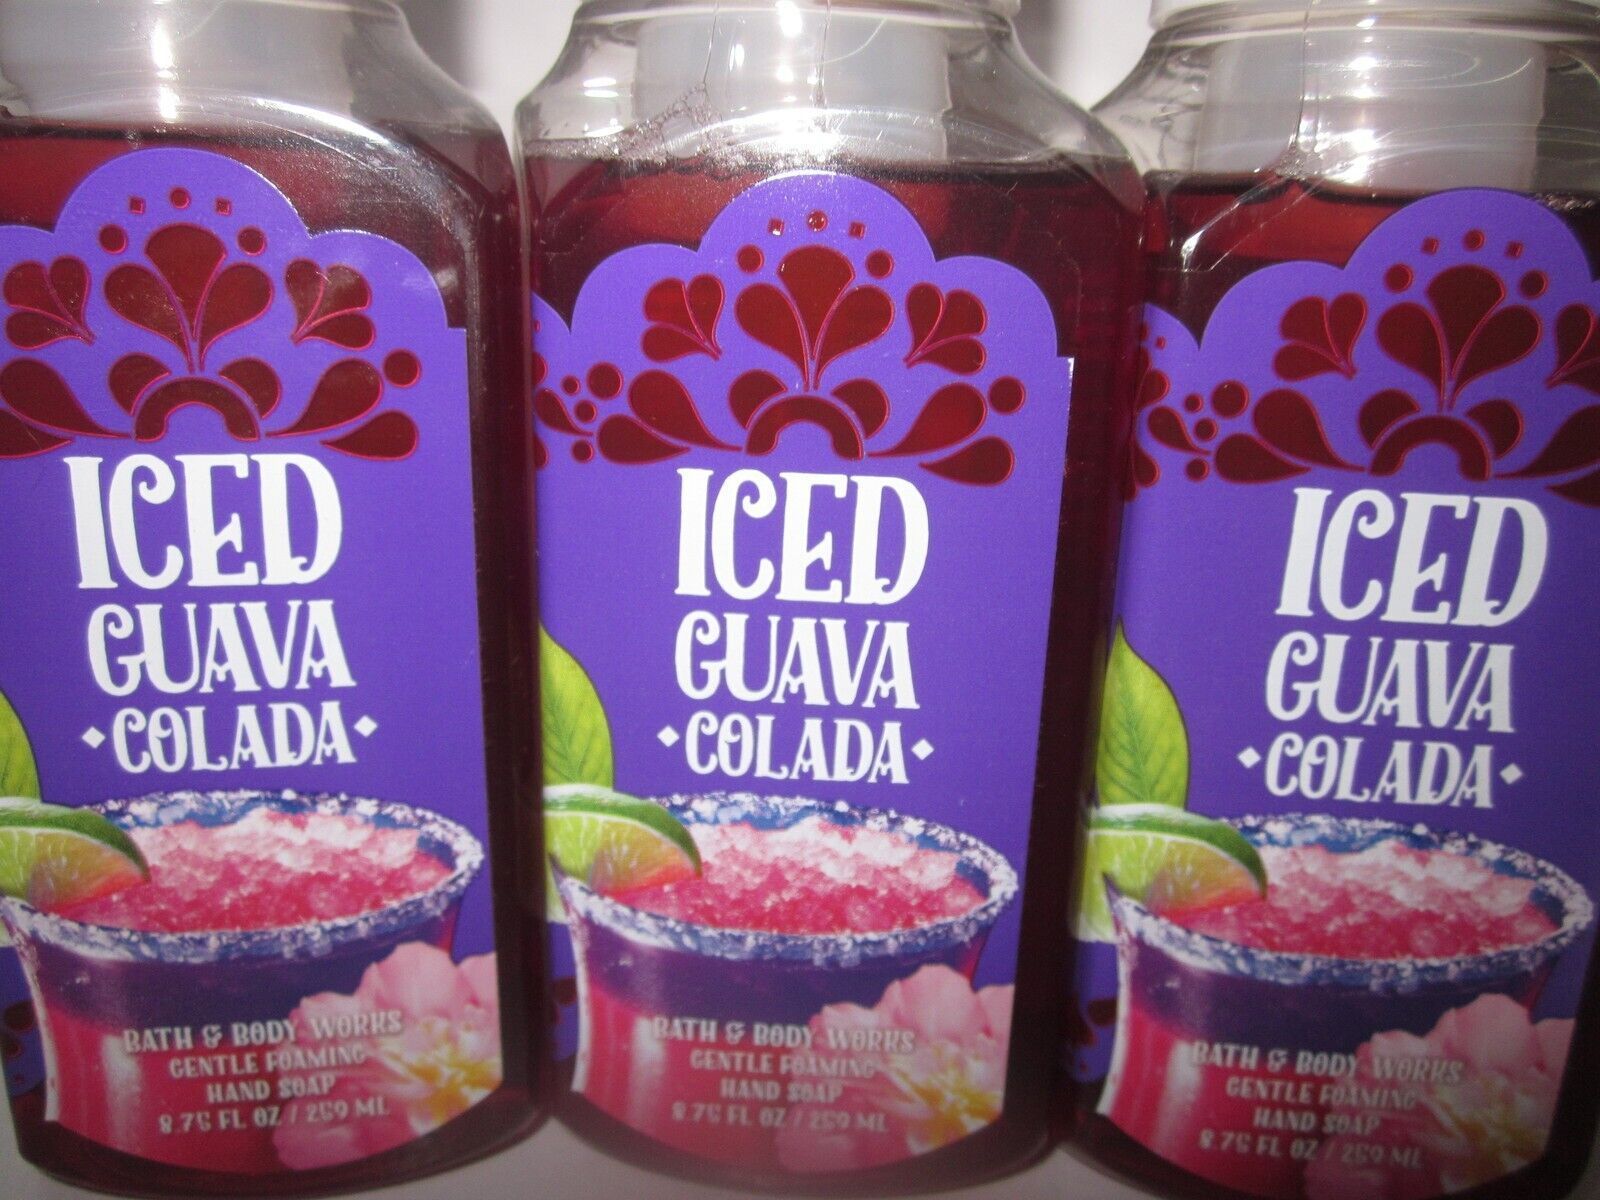 ICED
GUAVA
COLADA
BATH & BODY WORKS
GENTLE FOAMING
HAND SOAP
8.75 FL OZ / 259 ML
ICED
GUAVA
COLADA
BATH & BODY WORKS
GENTLE FOAMING
HAND SOAP
8.75 FL OZ / 259 ML
ICED
GUAVA
COLADA
BATH & BODY WORKS
GENTLE FOAMING
HAND SOAP
8.75 FL OZ / 259 ML